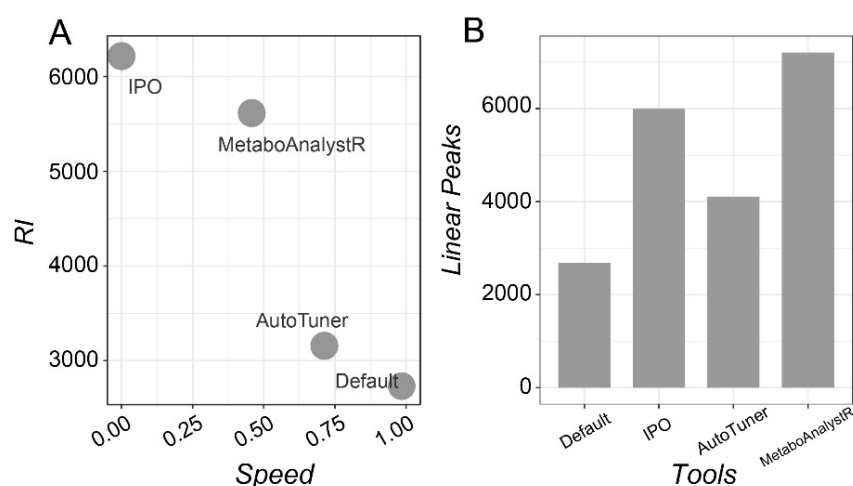 A
RI
6000
5000
4000
3000
IPO
MetaboAnalystR
AutoTuner
Default
0.00
0.25
0.50
0.75
1.00
Speed
B
Linear Peaks
6000
4000
2000
0
Default
IPO
AutoTuner
MetaboAnalystR
Tools